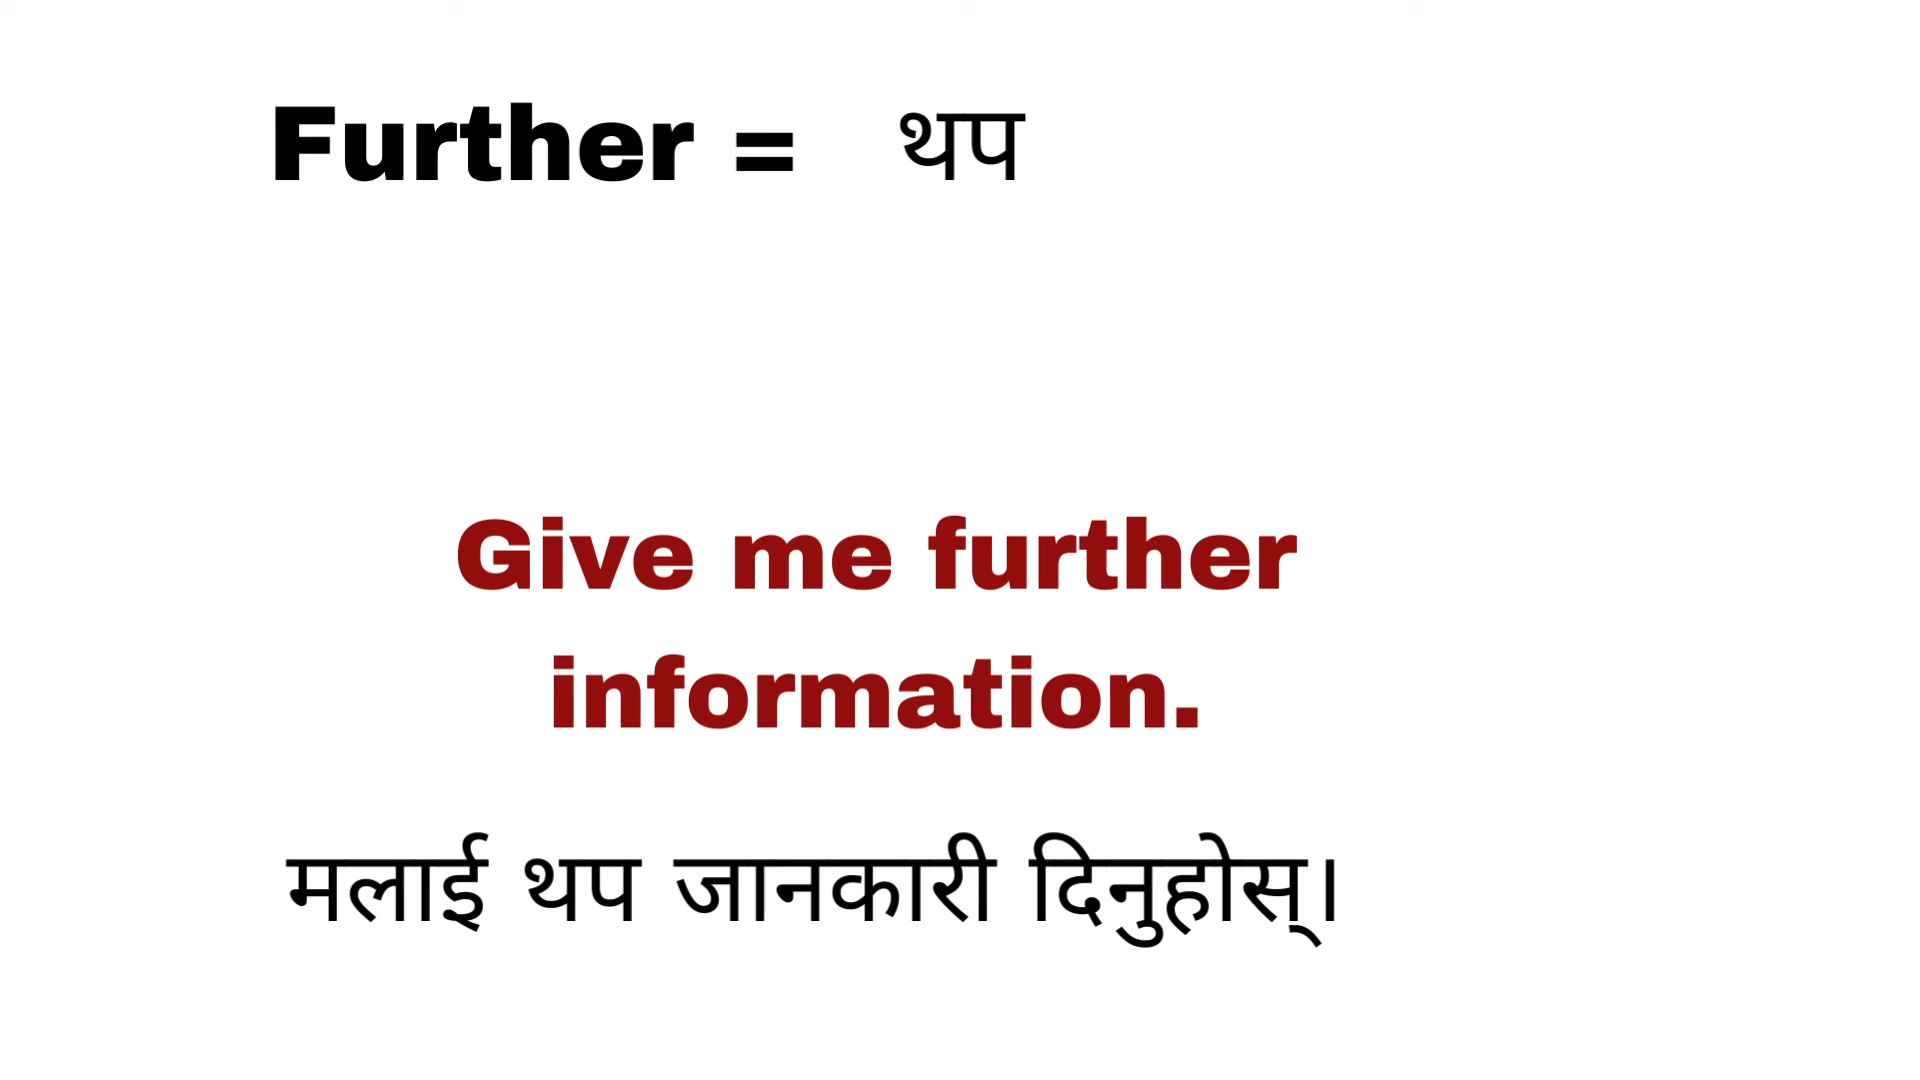 Further = थप
Give me further
information.
मलाई थप जानकारी दिनुहोस्।